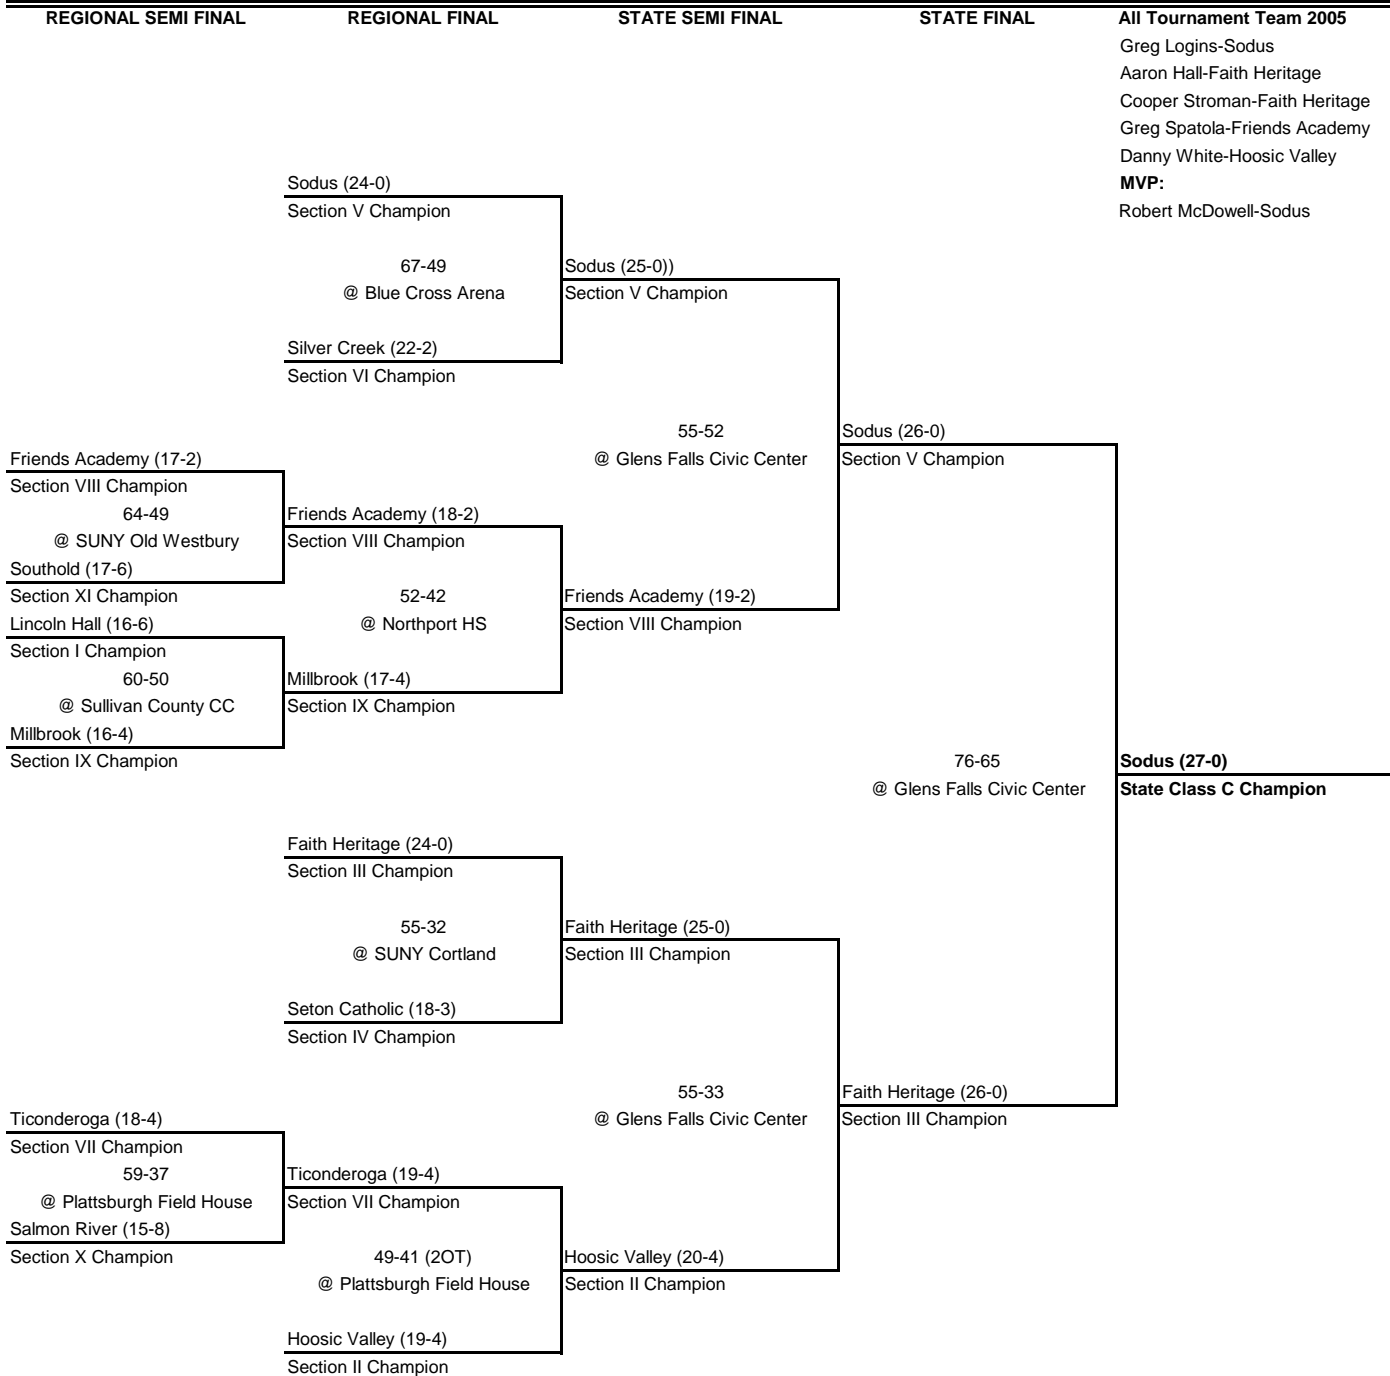 REGIONAL SEMI FINAL
REGIONAL FINAL
STATE SEMI FINAL
STATE FINAL
All Tournament Team 2005
Greg Logins-Sodus
Aaron Hall-Faith Heritage
Cooper Stroman-Faith Heritage
Greg Spatola-Friends Academy
Danny White-Hoosic Valley
MVP:
Robert McDowell-Sodus
Sodus (24-0)
Section V Champion
67-49
@ Blue Cross Arena
Sodus (25-0))
Section V Champion
Silver Creek (22-2)
Section VI Champion
55-52
@ Glens Falls Civic Center
Sodus (26-0)
Section V Champion
Friends Academy (17-2)
Section VIII Champion
64-49
@ SUNY Old Westbury
Friends Academy (18-2)
Section VIII Champion
Southold (17-6)
Section XI Champion
52-42
@ Northport HS
Friends Academy (19-2)
Section VIII Champion
Lincoln Hall (16-6)
Section I Champion
60-50
@ Sullivan County CC
Millbrook (17-4)
Section IX Champion
Millbrook (16-4)
Section IX Champion
76-65
@ Glens Falls Civic Center
Sodus (27-0)
State Class C Champion
Faith Heritage (24-0)
Section III Champion
55-32
@ SUNY Cortland
Faith Heritage (25-0)
Section III Champion
Seton Catholic (18-3)
Section IV Champion
55-33
@ Glens Falls Civic Center
Faith Heritage (26-0)
Section III Champion
Ticonderoga (18-4)
Section VII Champion
59-37
@ Plattsburgh Field House
Ticonderoga (19-4)
Section VII Champion
Salmon River (15-8)
Section X Champion
49-41 (2OT)
@ Plattsburgh Field House
Hoosic Valley (20-4)
Section II Champion
Hoosic Valley (19-4)
Section II Champion